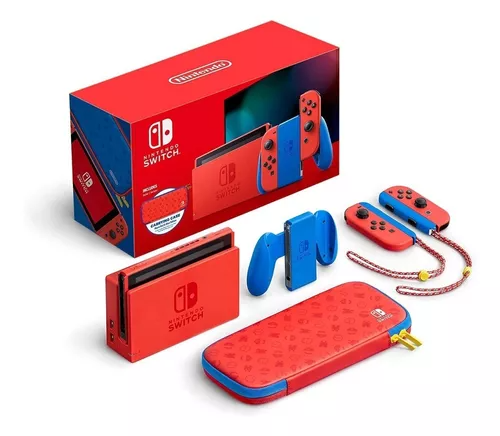 Nintendo
NINTENDO
SWITCH
INCLUDES
CARRYING CASE
NINTENDO
SWITCH